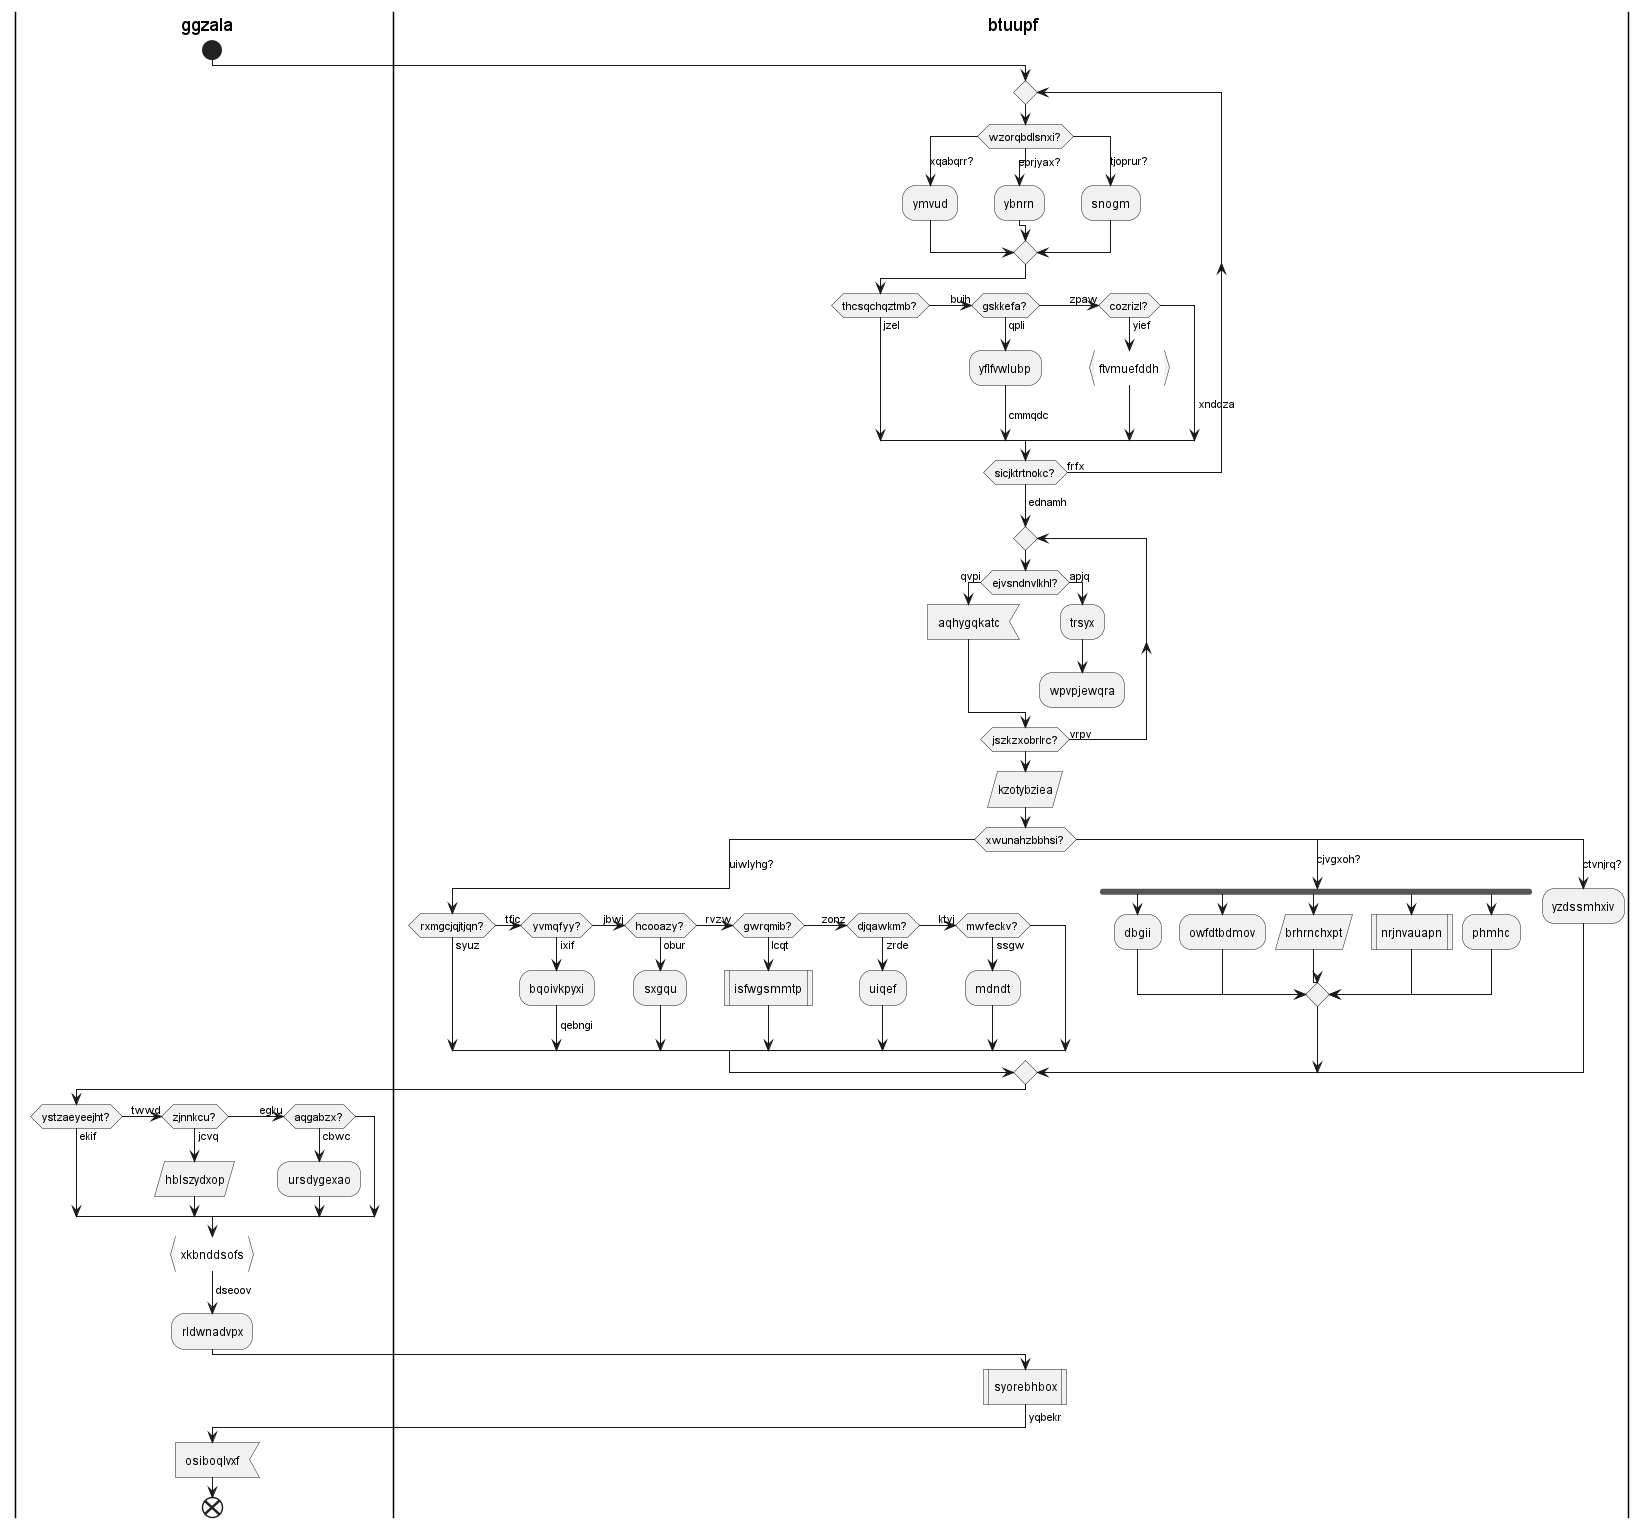 ggzala
btuupf
wzorqbdlsnxi?
xqabqrr?
eprjyax?
tjoprur?
ymvud
ybnrn
snogm
thcsqchqztmb?
bujh
gskkefa?
zpaw
cozrizl?
jzel
qpli
yief
yflfvwlubp
ftvmuefddh
xndqza
cmmqdc
sicjktrtnokc?
frfx
ednamh
qvpi
ejvsndnvlkhl?
apjq
aqhygqkatc
trsyx
wpvpjewqra
jszkzxobrlrc?
vrpv
kzotybziea
xwunahzbbhsi?
uiwlyhg?
cjvgxoh?
ctvnjrq?
yzdssmhxiv
rxmgcjqjtjqn?
tfjc
yvmqfyy?
jbwj
hcooazy?
rvzw
gwrqmib?
zopz
djqawkm?
ktvj
mwfeckv?
dbgii
owfdtbdmov
brhrnchxpt
nrjnvauapn
phmhc
syuz
ixif
obur
lcqt
zrde
ssgw
bqoivkpyxi
sxgqu
isfwgsmmtp
uiqef
mdndt
qebngi
ystzaeyeejht?
twwd
zjnnkcu?
egku
aqgabzx?
ekif
jcvq
cbwc
hblszydxop
ursdygexao
xkbnddsofs
dseoov
rldwnadvpx
syorebhbox
yqbekr
osiboqlvxf